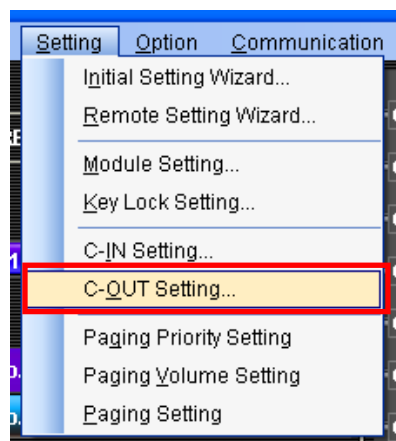 Setting Option Communication
Initial Setting Wizard...
Remote Setting Wizard...
Module Setting...
Key Lock Setting...
C-IN Setting...
C-OUT Setting...
Paging Priority Setting
Paging Volume Setting
Paging Setting